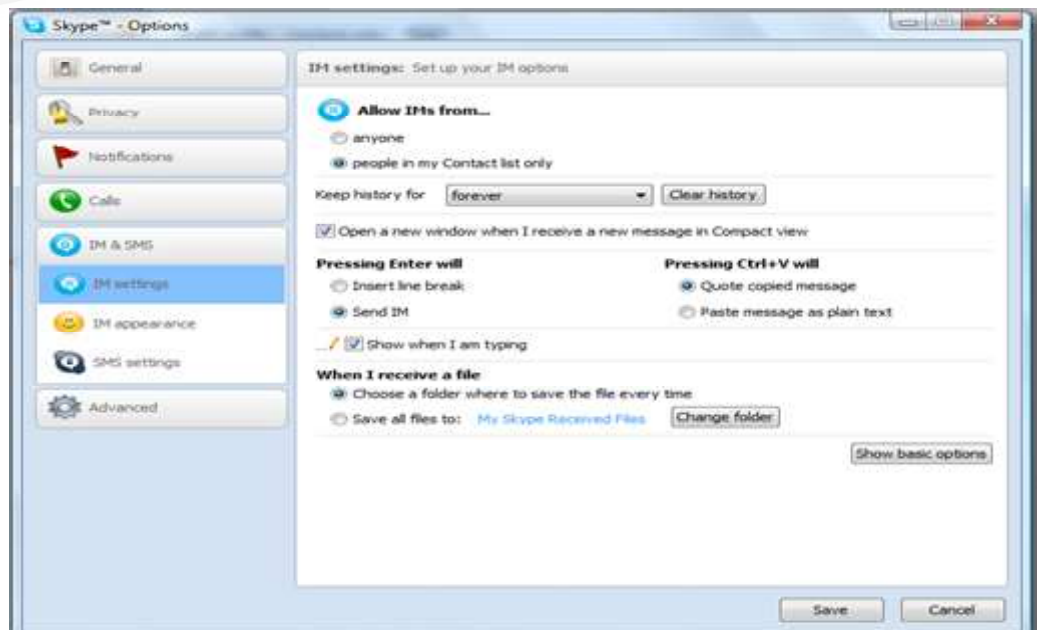 Skype™ - Options
General
Privacy
Notifications
Calls
IM & SMS
IM settings
IM appearance
SMS settings
Advanced
IM settings: Set up your IM options
Allow IMs from...
anyone
people in my Contact list only
Keep history for forever Clear history
Open a new window when I receive a new message in Compact view
Pressing Enter will
Insert line break
Send IM
Pressing Ctrl+V will
Quote copied message
Paste message as plain text
Show when I am typing
When I receive a file
Choose a folder where to save the file every time
Save all files to: My Skype Received Files Change folder
Show basic options
Save Cancel